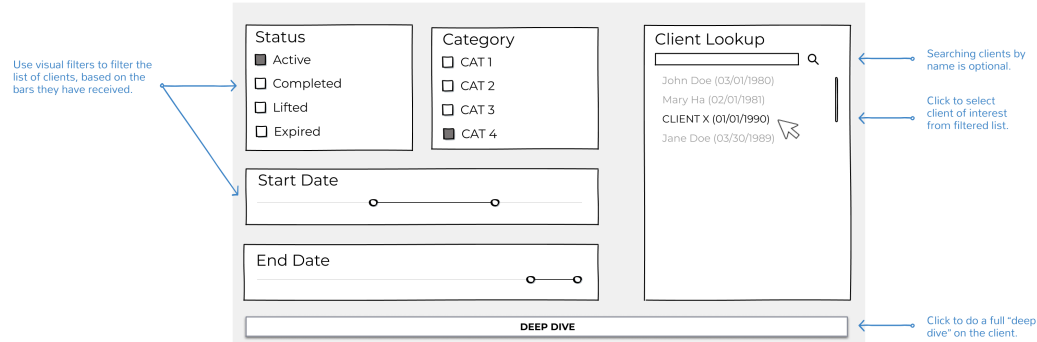 Use visual filters to filter the
list of clients, based on the
bars they have received.
Status
Active
Completed
Lifted
Expired
Category
CAT 1
CAT 2
CAT 3
CAT 4
Start Date
End Date
Client Lookup
John Doe (03/01/1980)
Mary Ha (02/01/1981)
CLIENT X (01/01/1990)
Jane Doe (03/30/1989)
Searching clients by
name is optional.
Click to select
client of interest
from filtered list.
DEEP DIVE
Click to do a full “deep
dive” on the client.